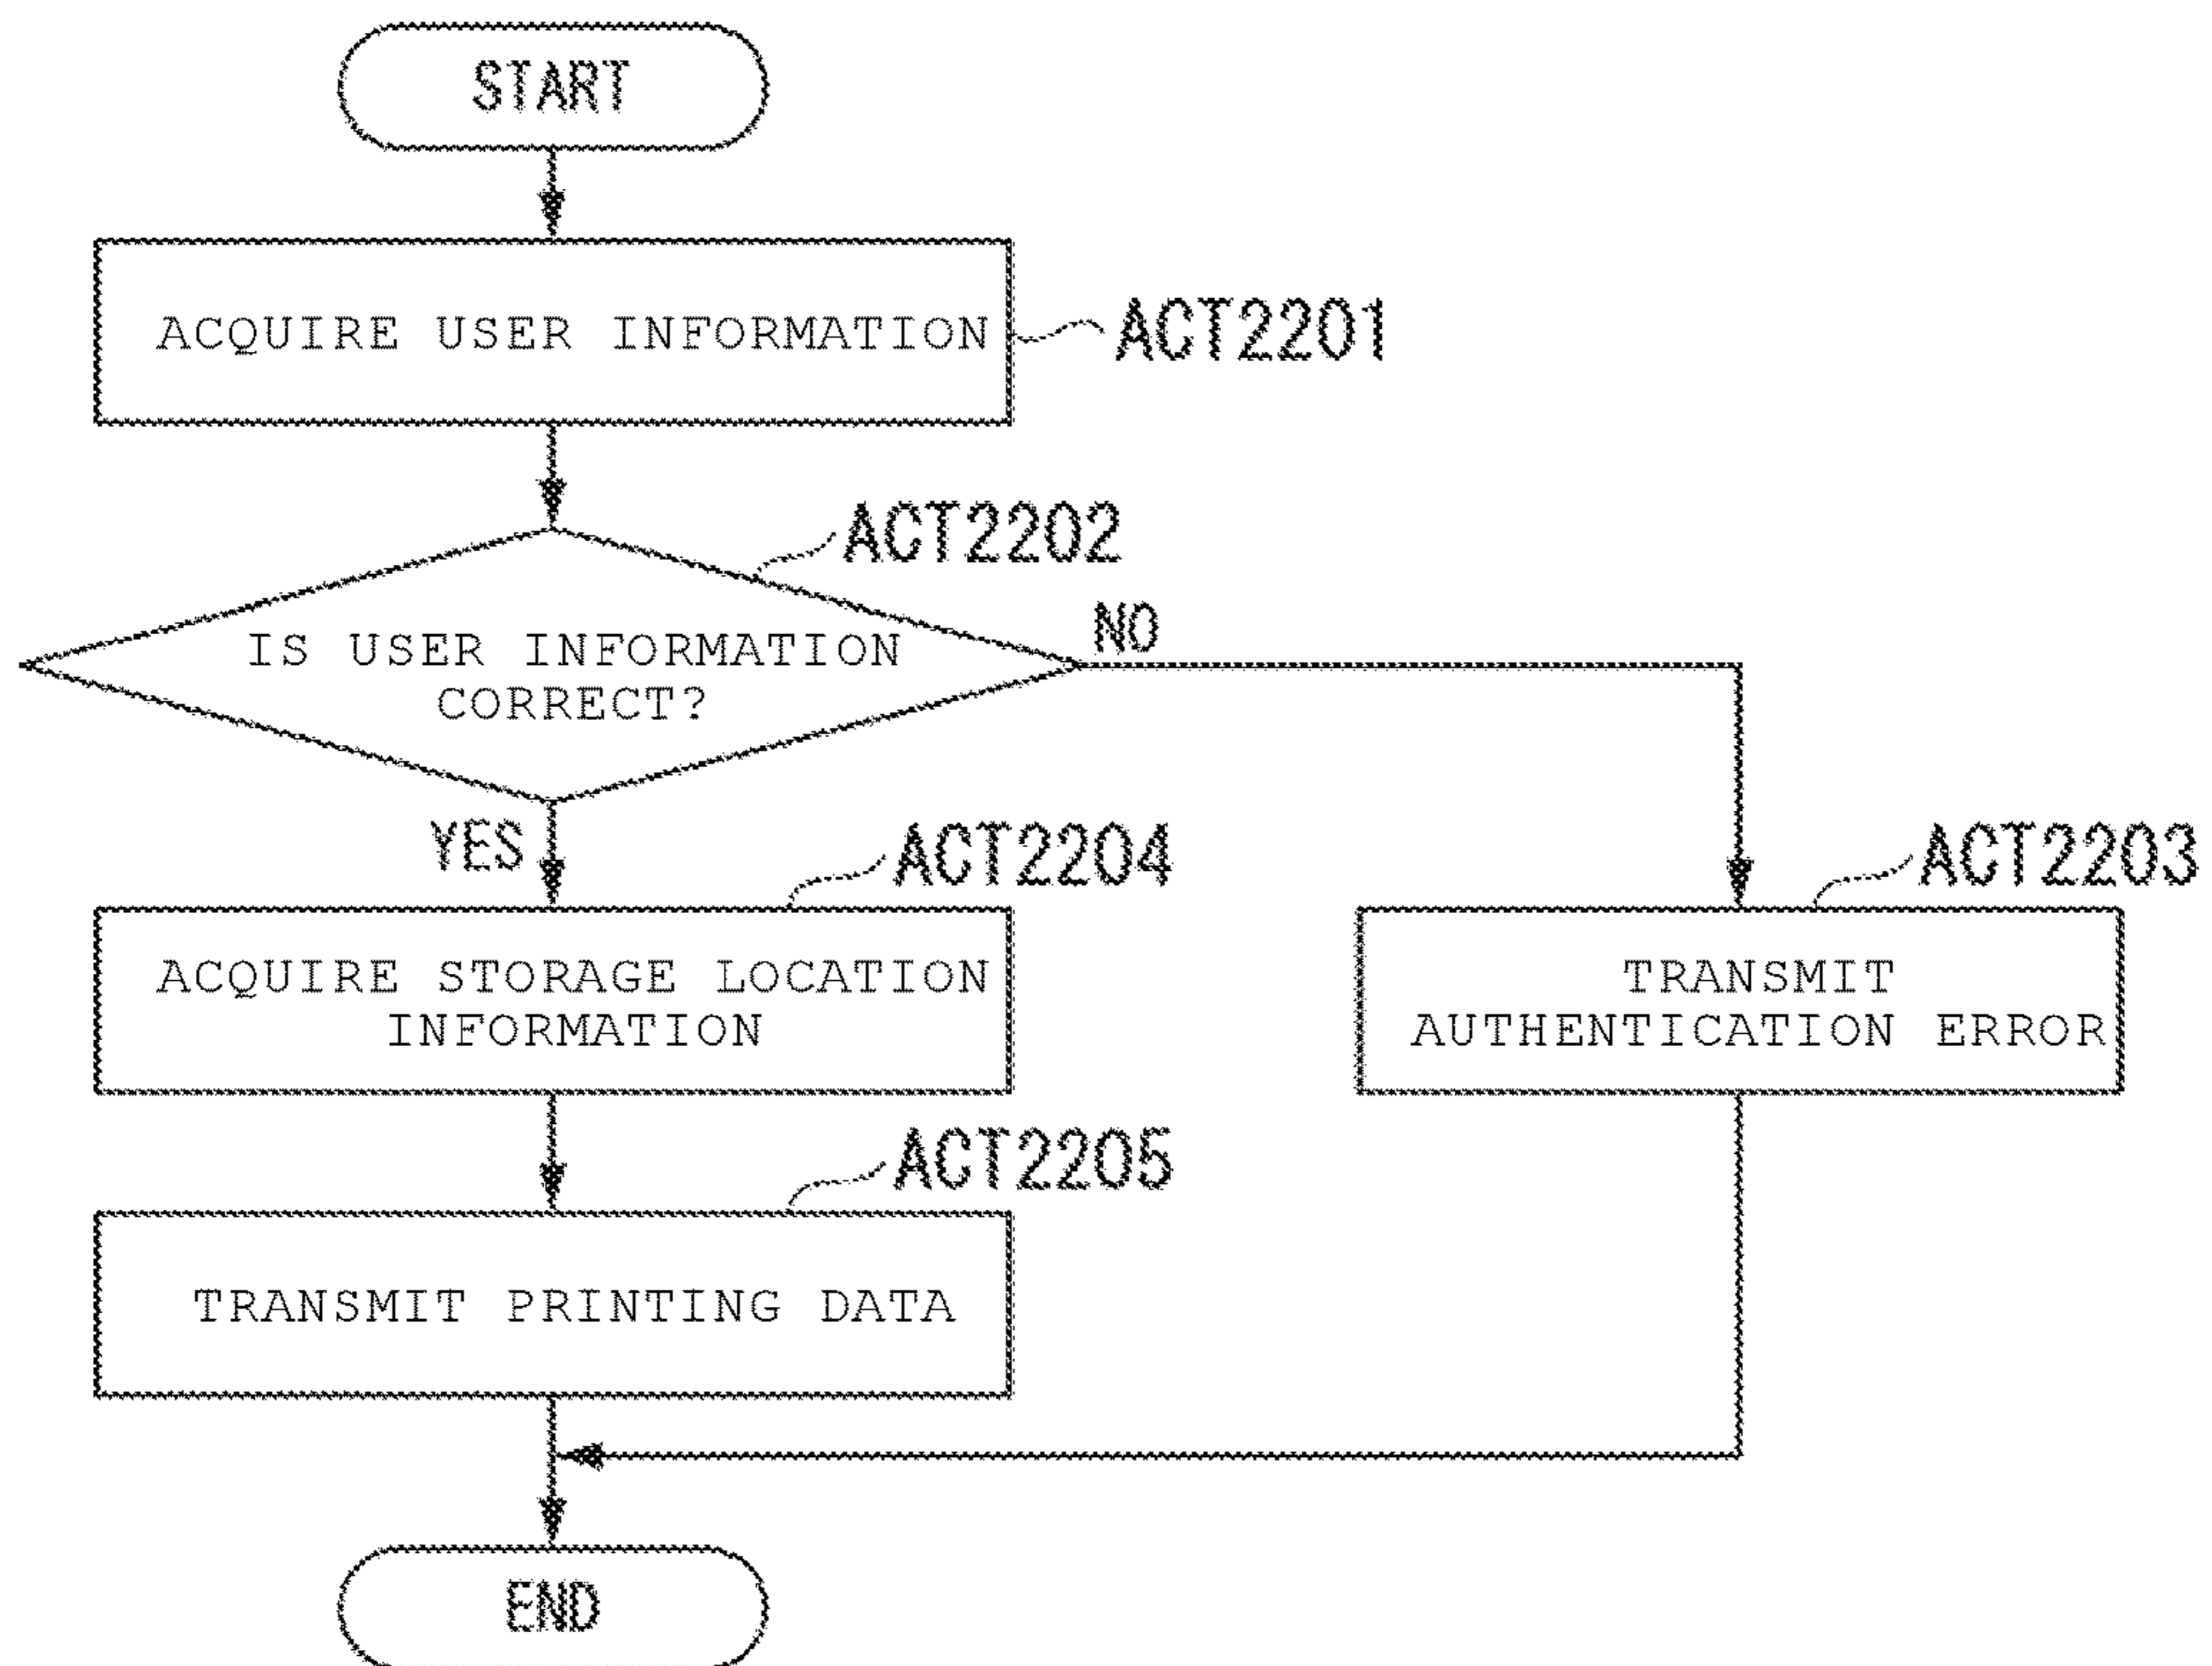 START
ACQUIRE USER INFORMATION
ACT2201
ACT2202
IS USER INFORMATION
CORRECT?
NO
YES
ACT2204
ACQUIRE STORAGE LOCATION
INFORMATION
ACT2203
TRANSMIT
AUTHENTICATION ERROR
ACT2205
TRANSMIT PRINTING DATA
END